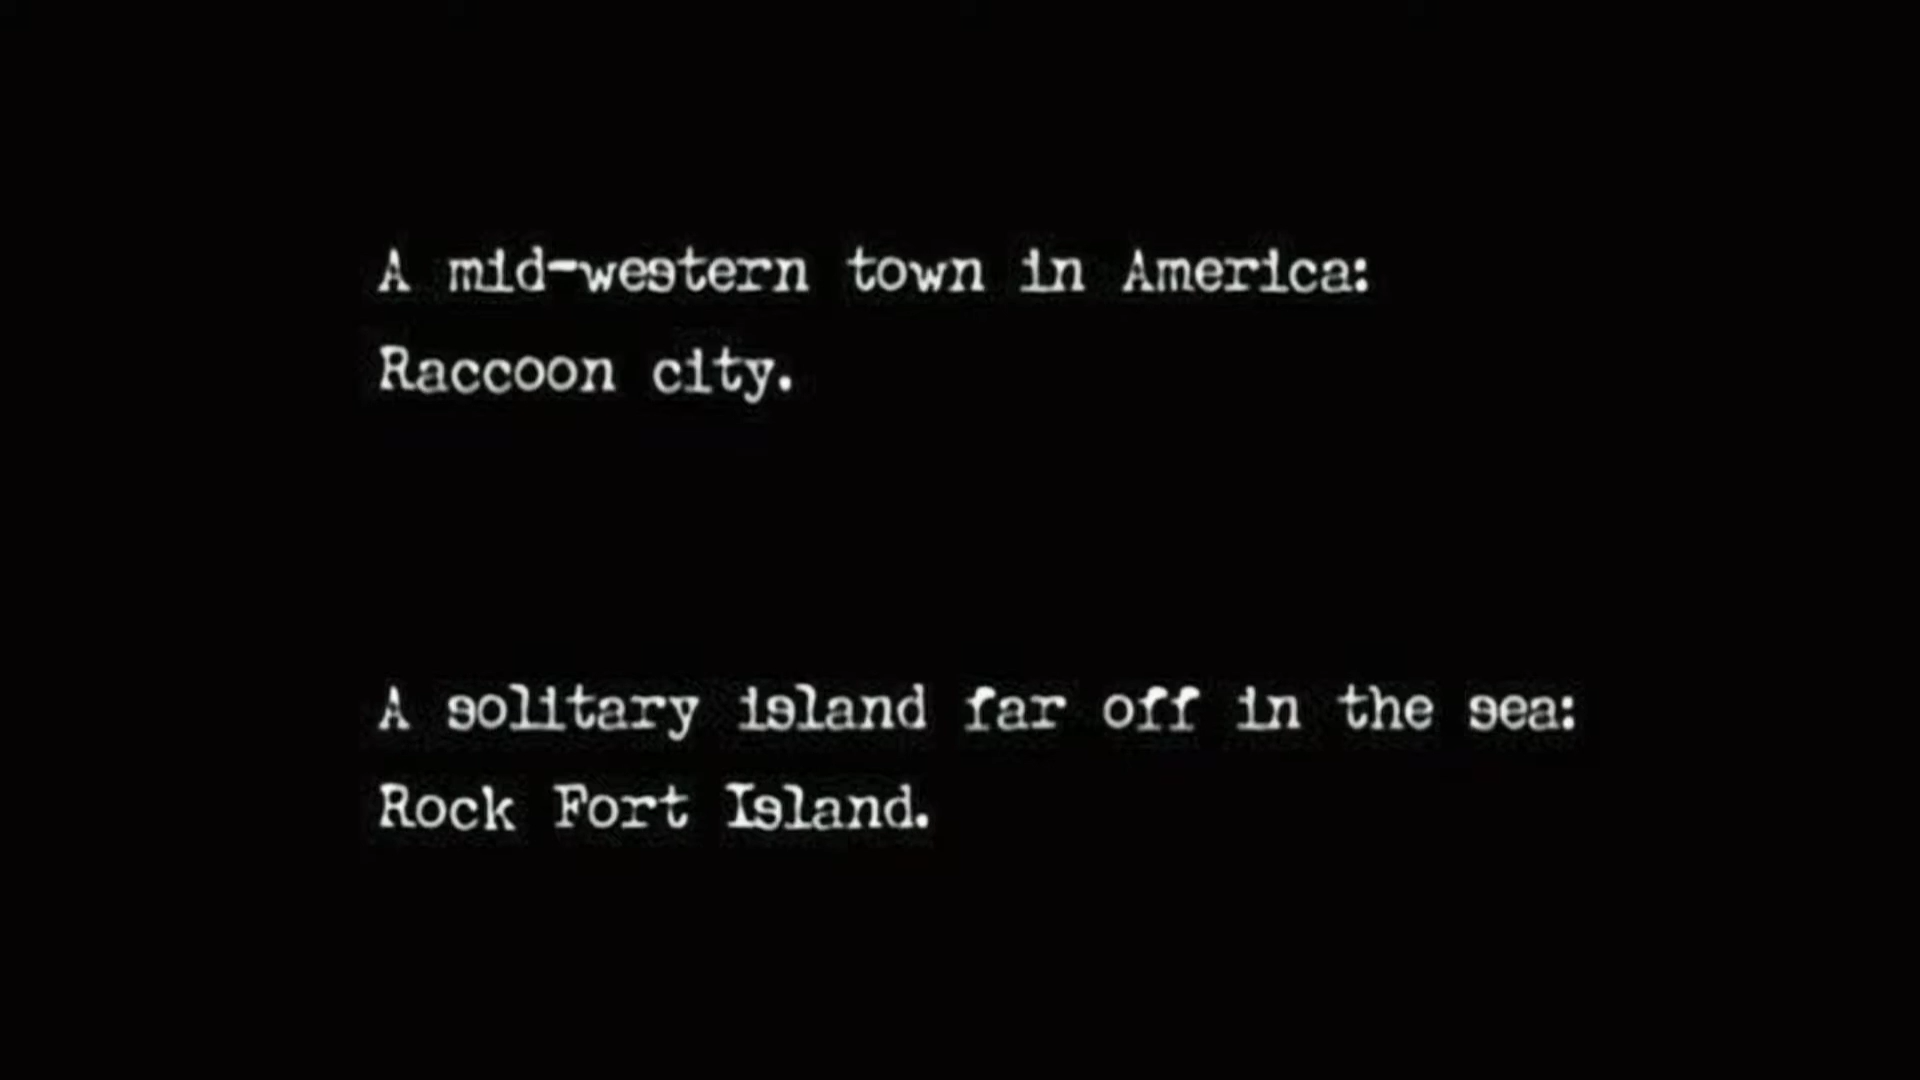 A mid-western town in America:
Raccoon city.
A solitary island far off in the sea:
Rock Fort Island.